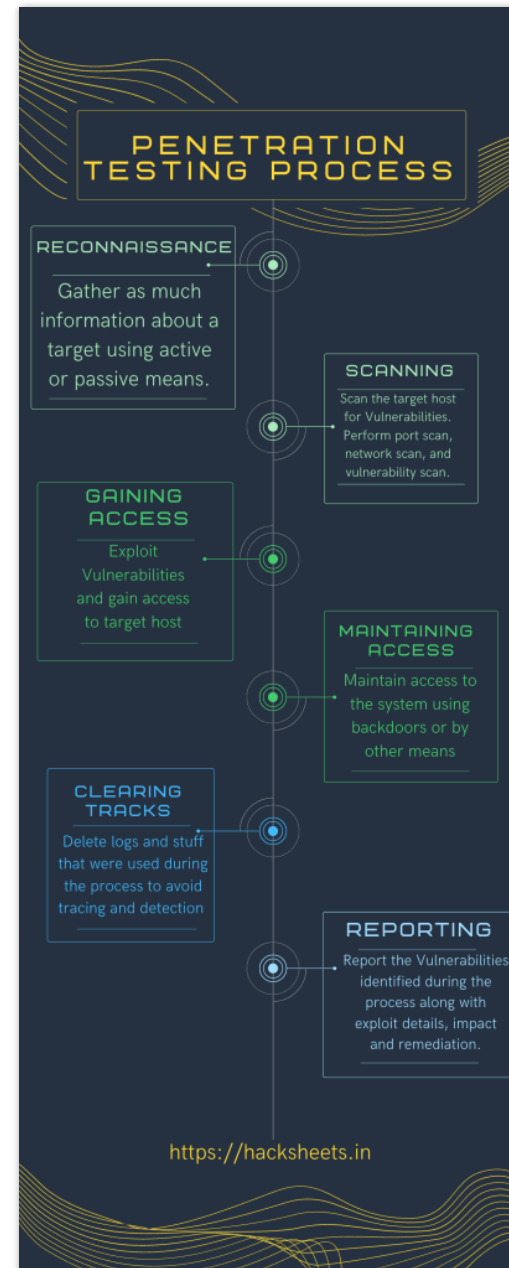 PENETRATION
TESTING PROCESS
RECONNAISSANCE
Gather as much
information about a
target using active
or passive means.
SCANNING
Scan the target host
for Vulnerabilities.
Perform port scan,
network scan, and
vulnerability scan.
GAINING
ACCESS
Exploit
Vulnerabilities
and gain access
to target host
MAINTAINING
ACCESS
Maintain access to
the system using
backdoors or by
other means
CLEARING
TRACKS
Delete logs and stuff
that were used during
the process to avoid
tracing and detection
REPORTING
Report the Vulnerabilities
identified during the
process along with
exploit details, impact
and remediation.
https://hacksheets.in